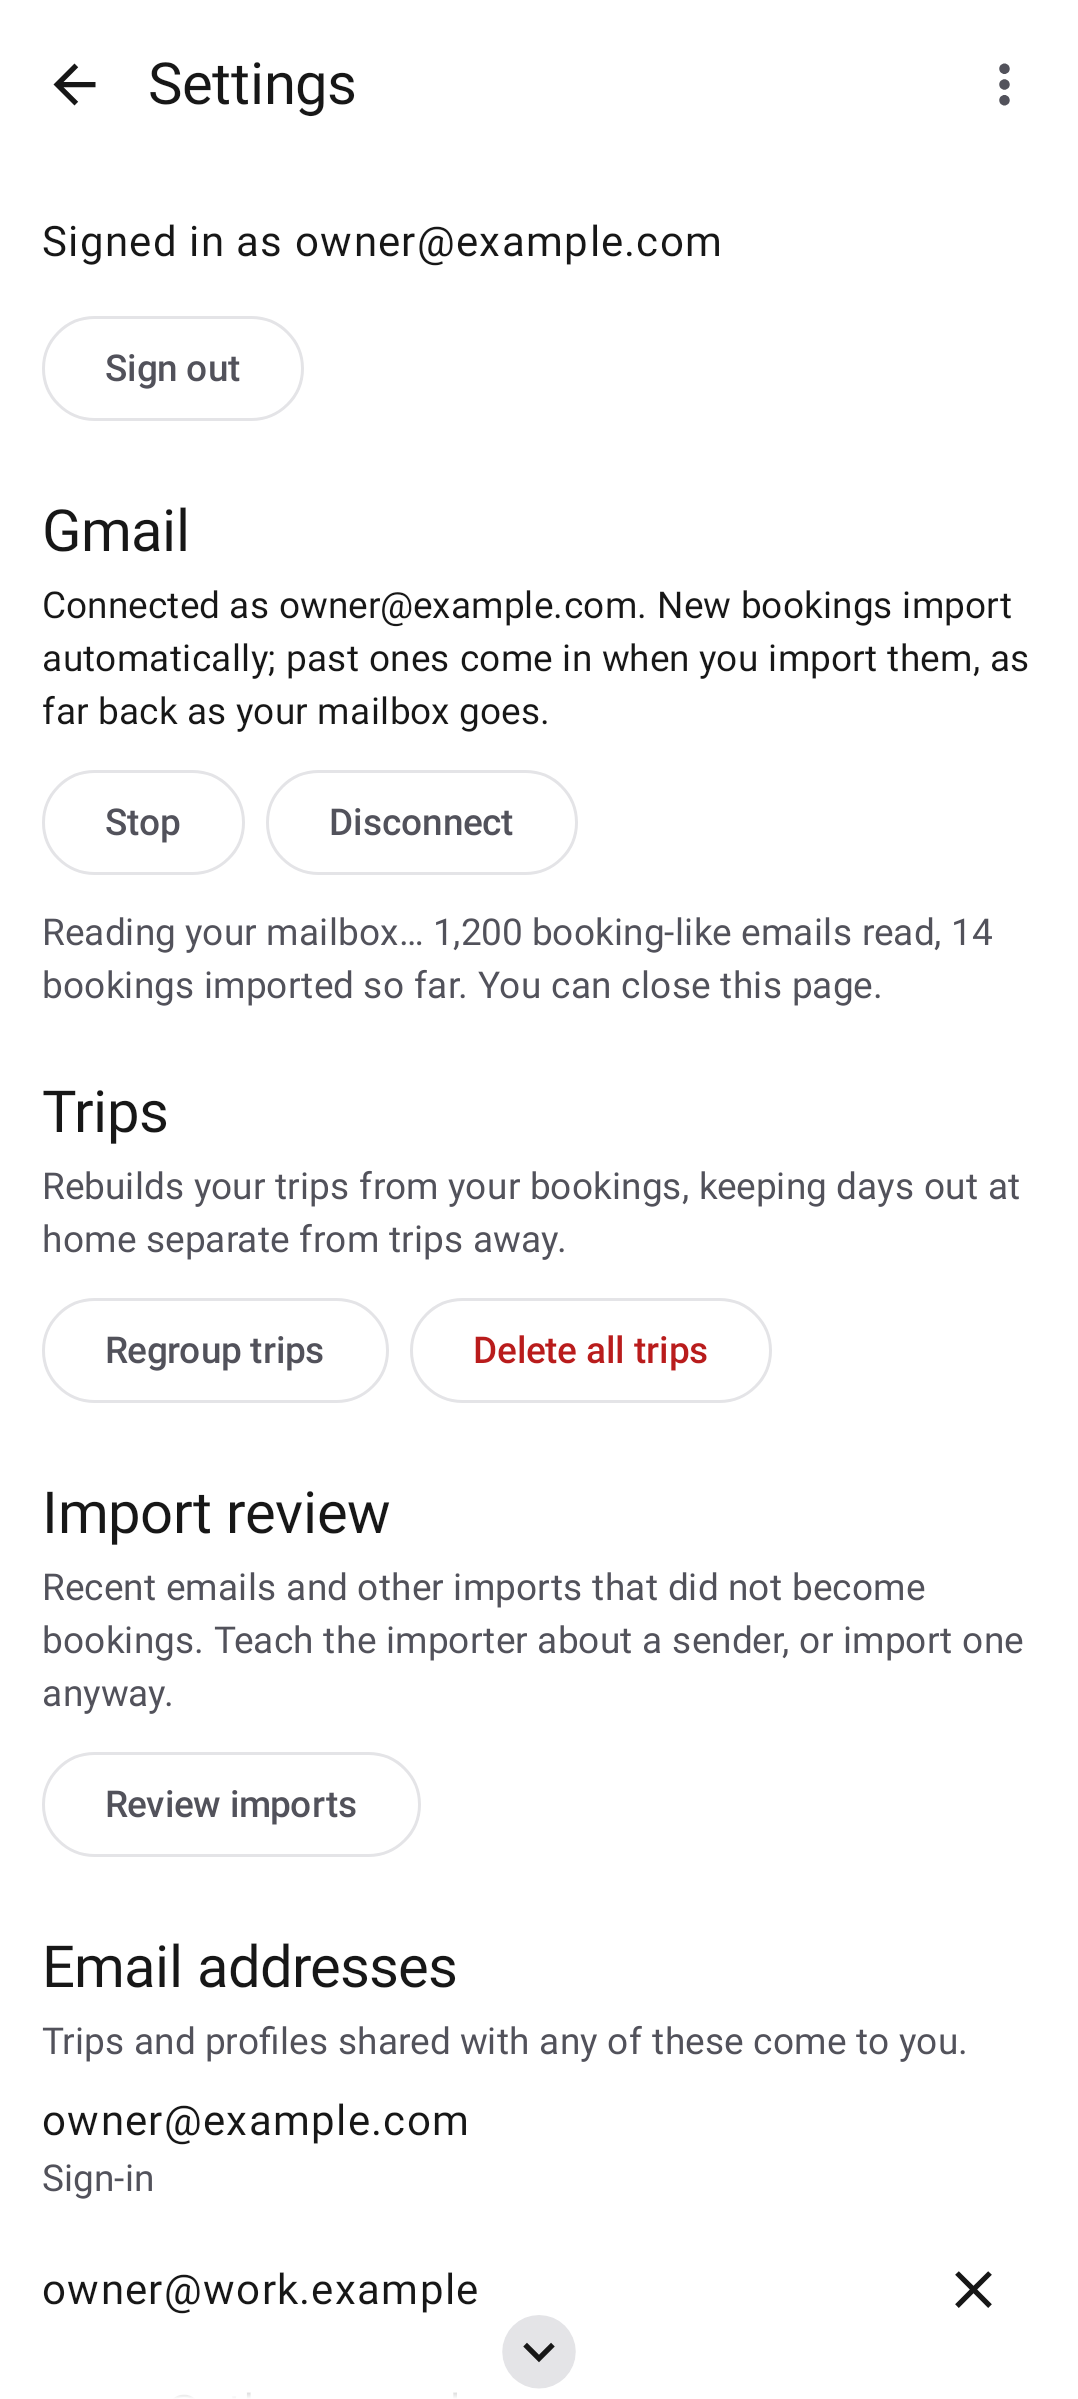 Settings
Signed in as owner@example.com
Sign out
Gmail
Connected as owner@example.com. New bookings import
automatically; past ones come in when you import them, as
far back as your mailbox goes.
Stop
Disconnect
Reading your mailbox… 1,200 booking-like emails read, 14
bookings imported so far. You can close this page.
Trips
Rebuilds your trips from your bookings, keeping days out at
home separate from trips away.
Regroup trips
Delete all trips
Import review
Recent emails and other imports that did not become
bookings. Teach the importer about a sender, or import one
anyway.
Review imports
Email addresses
Trips and profiles shared with any of these come to you.
owner@example.com
Sign-in
owner@work.example